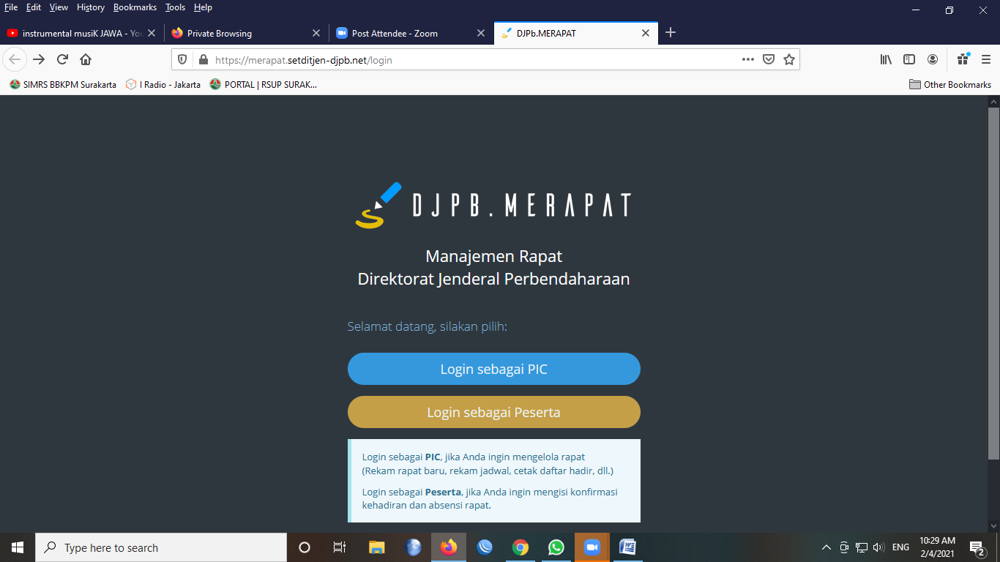 File Edit View History Bookmarks Tools Help
instrumental musiK JAWA - You
Private Browsing
Post Attendee - Zoom
DJPb.MERAPAT
https://merapat.setditjen-djpb.net/login
SIMRS BBKPM Surakarta
I Radio - Jakarta
PORTAL | RSUP SURAK...
Other Bookmarks
DJPB.MERAPAT
Manajemen Rapat
Direktorat Jenderal Perbendaharaan
Selamat datang, silakan pilih:
Login sebagai PIC
Login sebagai Peserta
Login sebagai PIC, jika Anda ingin mengelola rapat
(Rekam rapat baru, rekam jadwal, cetak daftar hadir, dll.)
Login sebagai Peserta, jika Anda ingin mengisi konfirmasi
kehadiran dan absensi rapat.
Type here to search
ENG
10:29 AM
2/4/2021
2